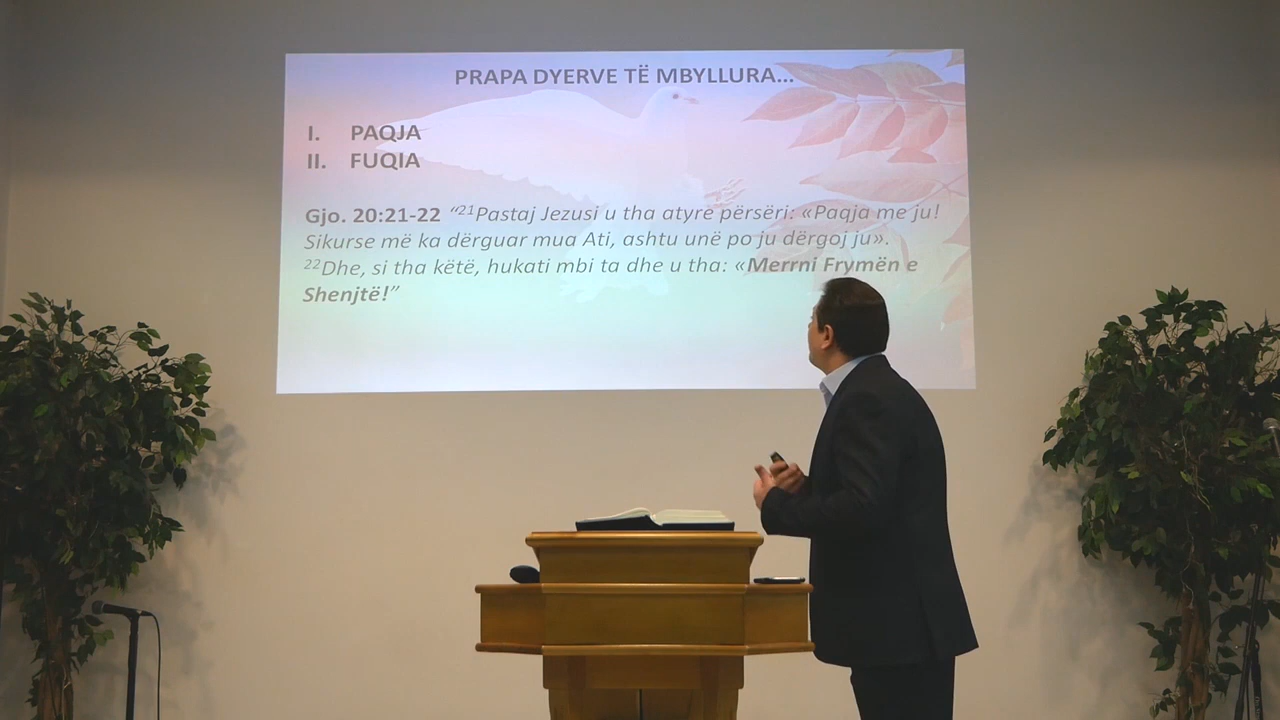 PRAPA DYERVE TË MBYLLURA...
I. PAQJA
II. FUQIA
Gjo. 20:21-22 “²¹Pastaj Jezusi u tha atyre përsëri: «Paqja me ju!
Sikurse më ka dërguar mua Ati, ashtu unë po ju dërgoj ju».
²²Dhe, si tha këtë, hukati mbi ta dhe u tha: «Merrni Frymën e
Shenjtë!”